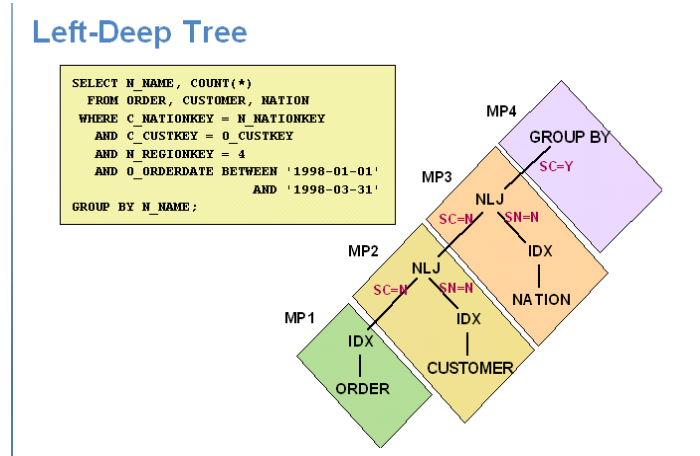 Left-Deep Tree
SELECT N_NAME, COUNT(*)
FROM ORDER, CUSTOMER, NATION
WHERE C_NATIONKEY = N_NATIONKEY
AND C_CUSTKEY = O_CUSTKEY
AND N_REGIONKEY = 4
AND O_ORDERDATE BETWEEN '1998-01-01'
AND '1998-03-31'
GROUP BY N_NAME;
MP4
GROUP BY
SC=Y
MP3
NLJ
SC=N
SN=N
IDX
NATION
MP2
NLJ
SC=N
SN=N
IDX
CUSTOMER
MP1
IDX
ORDER